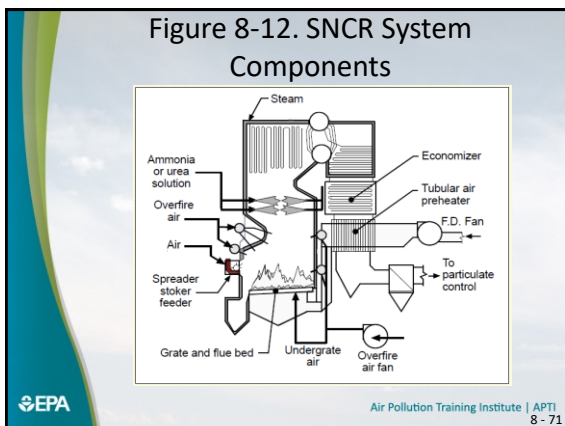 Figure 8-12. SNCR System
Components
Steam
Ammonia
or urea
solution
Overfire
air
Air
Spreader
stoker
feeder
Grate and flue bed
Undergrate
air
Overfire
air fan
Economizer
Tubular air
preheater
F.D. Fan
To
particulate
control
EPA
Air Pollution Training Institute | APTI
8 - 71